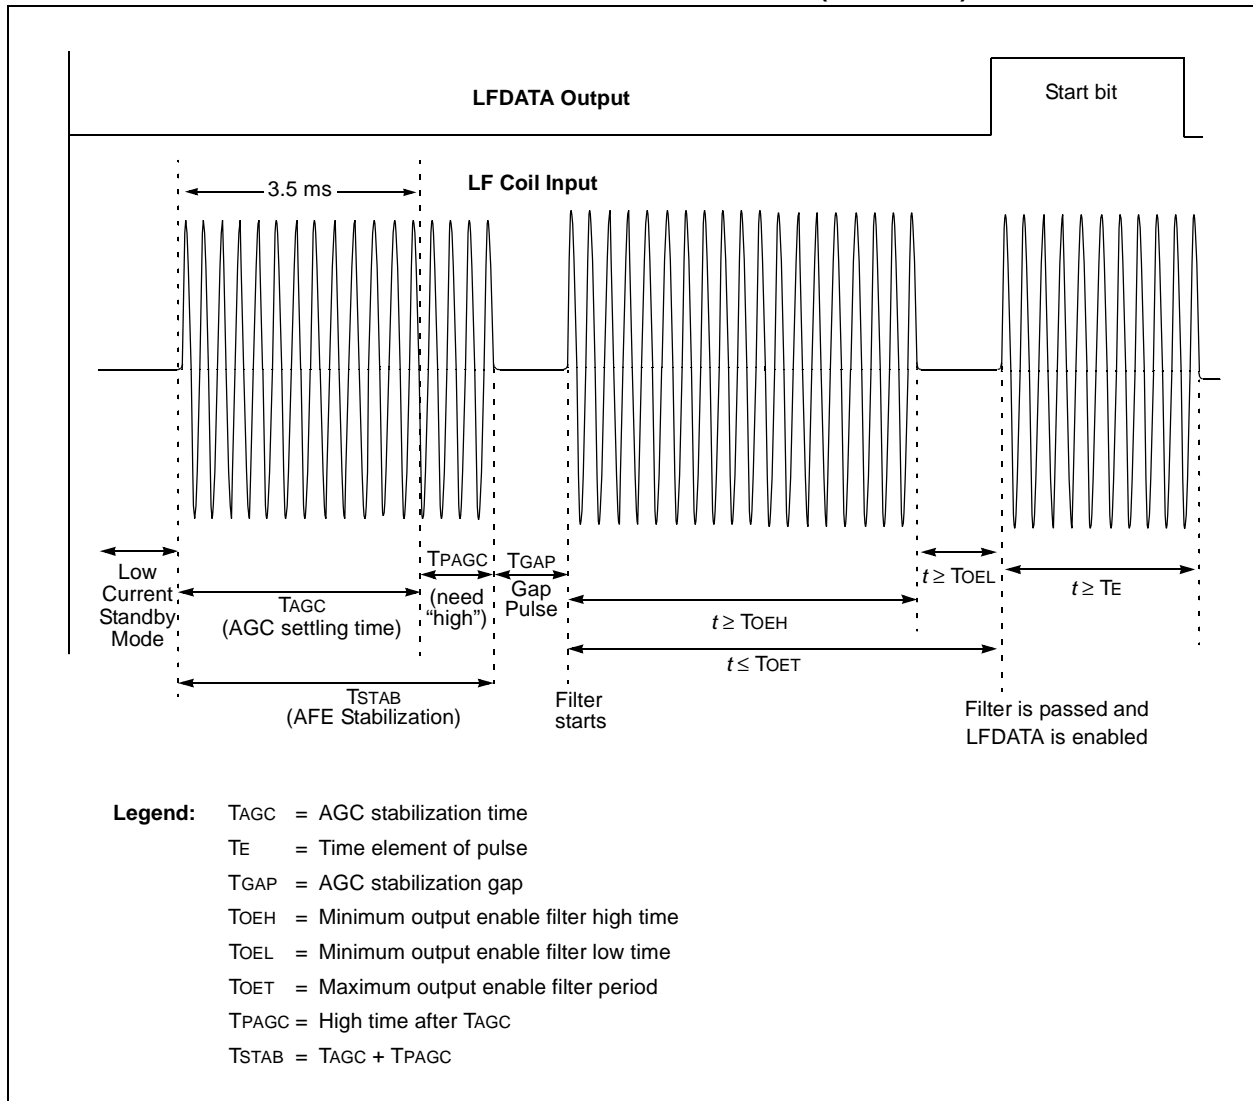 LFDATA Output
Start bit
3.5 ms
LF Coil Input
Low
Current
Standby
Mode
TAGC
(AGC settling time)
TPAGC
(need
“high”)
TGAP
Gap
Pulse
t ≥ TOEH
t ≥ TOEL
t ≥ TE
t ≤ TOET
TSTAB
(AFE Stabilization)
Filter
starts
Filter is passed and
LFDATA is enabled
Legend: TAGC = AGC stabilization time
TE = Time element of pulse
TGAP = AGC stabilization gap
TOEH = Minimum output enable filter high time
TOEL = Minimum output enable filter low time
TOET = Maximum output enable filter period
TPAGC = High time after TAGC
TSTAB = TAGC + TPAGC